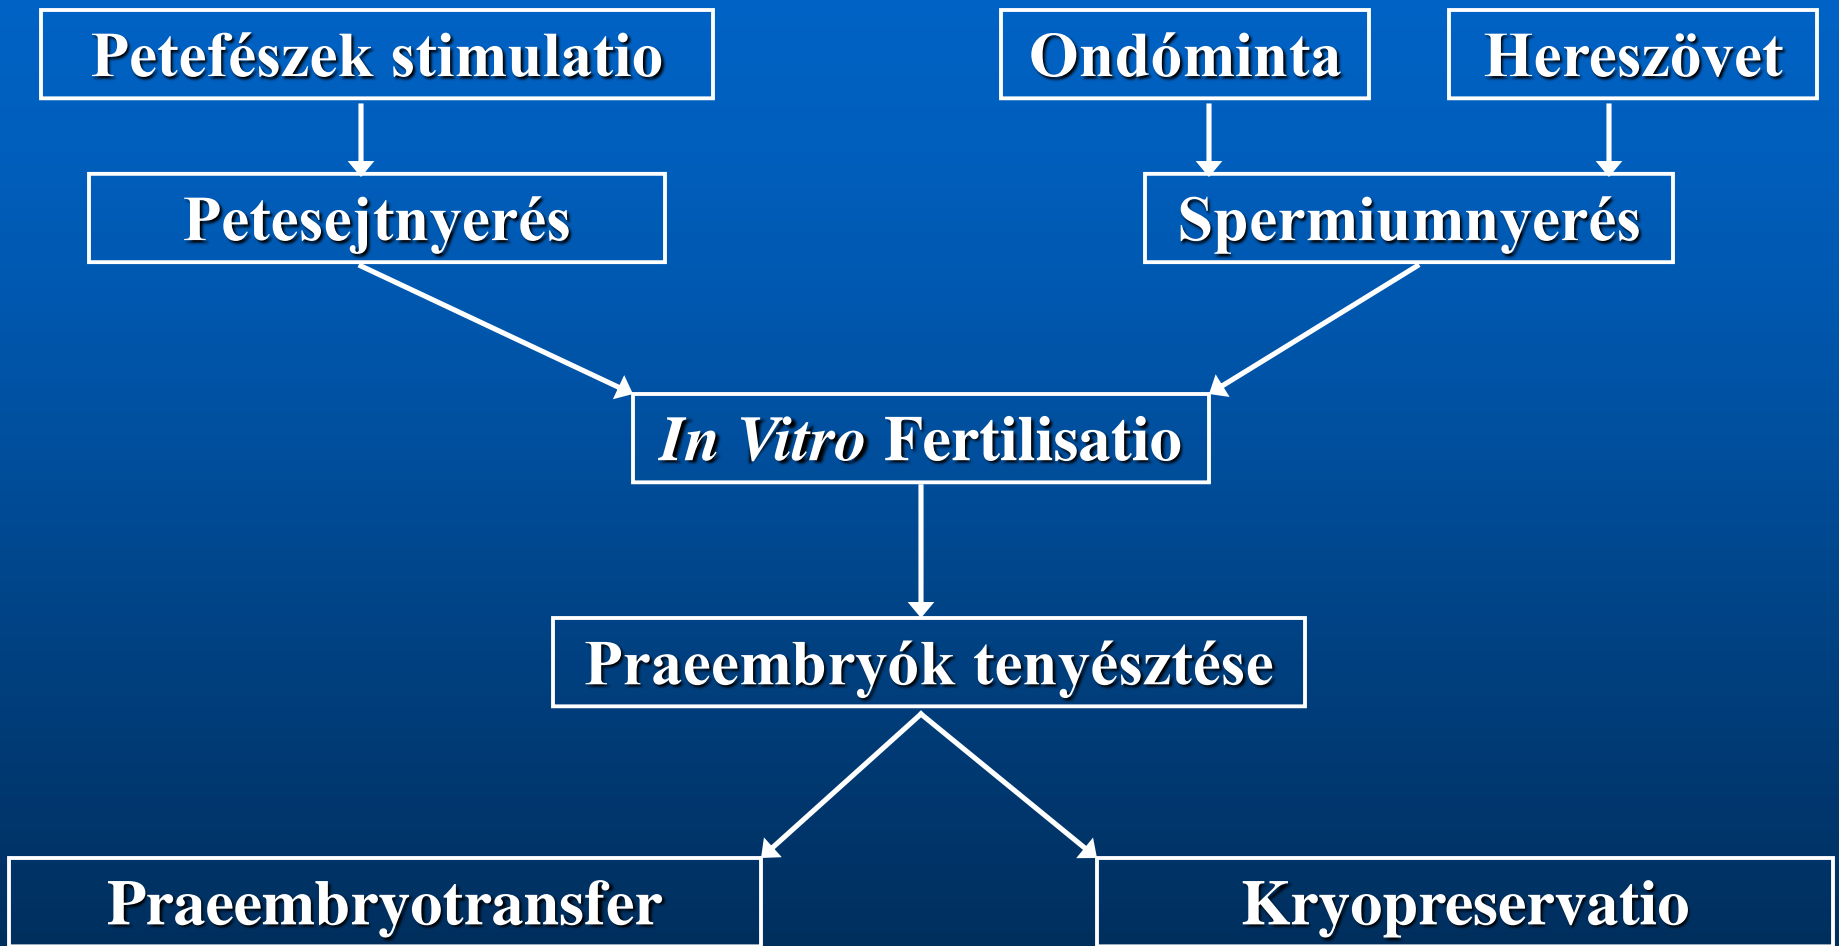 Petefészek stimulatio
Ondóminta
Hereszövet
Petesejtnyerés
Spermiumnyerés
In Vitro Fertilisatio
Praeembryók tenyésztése
Praeembryotransfer
Kryopreservatio